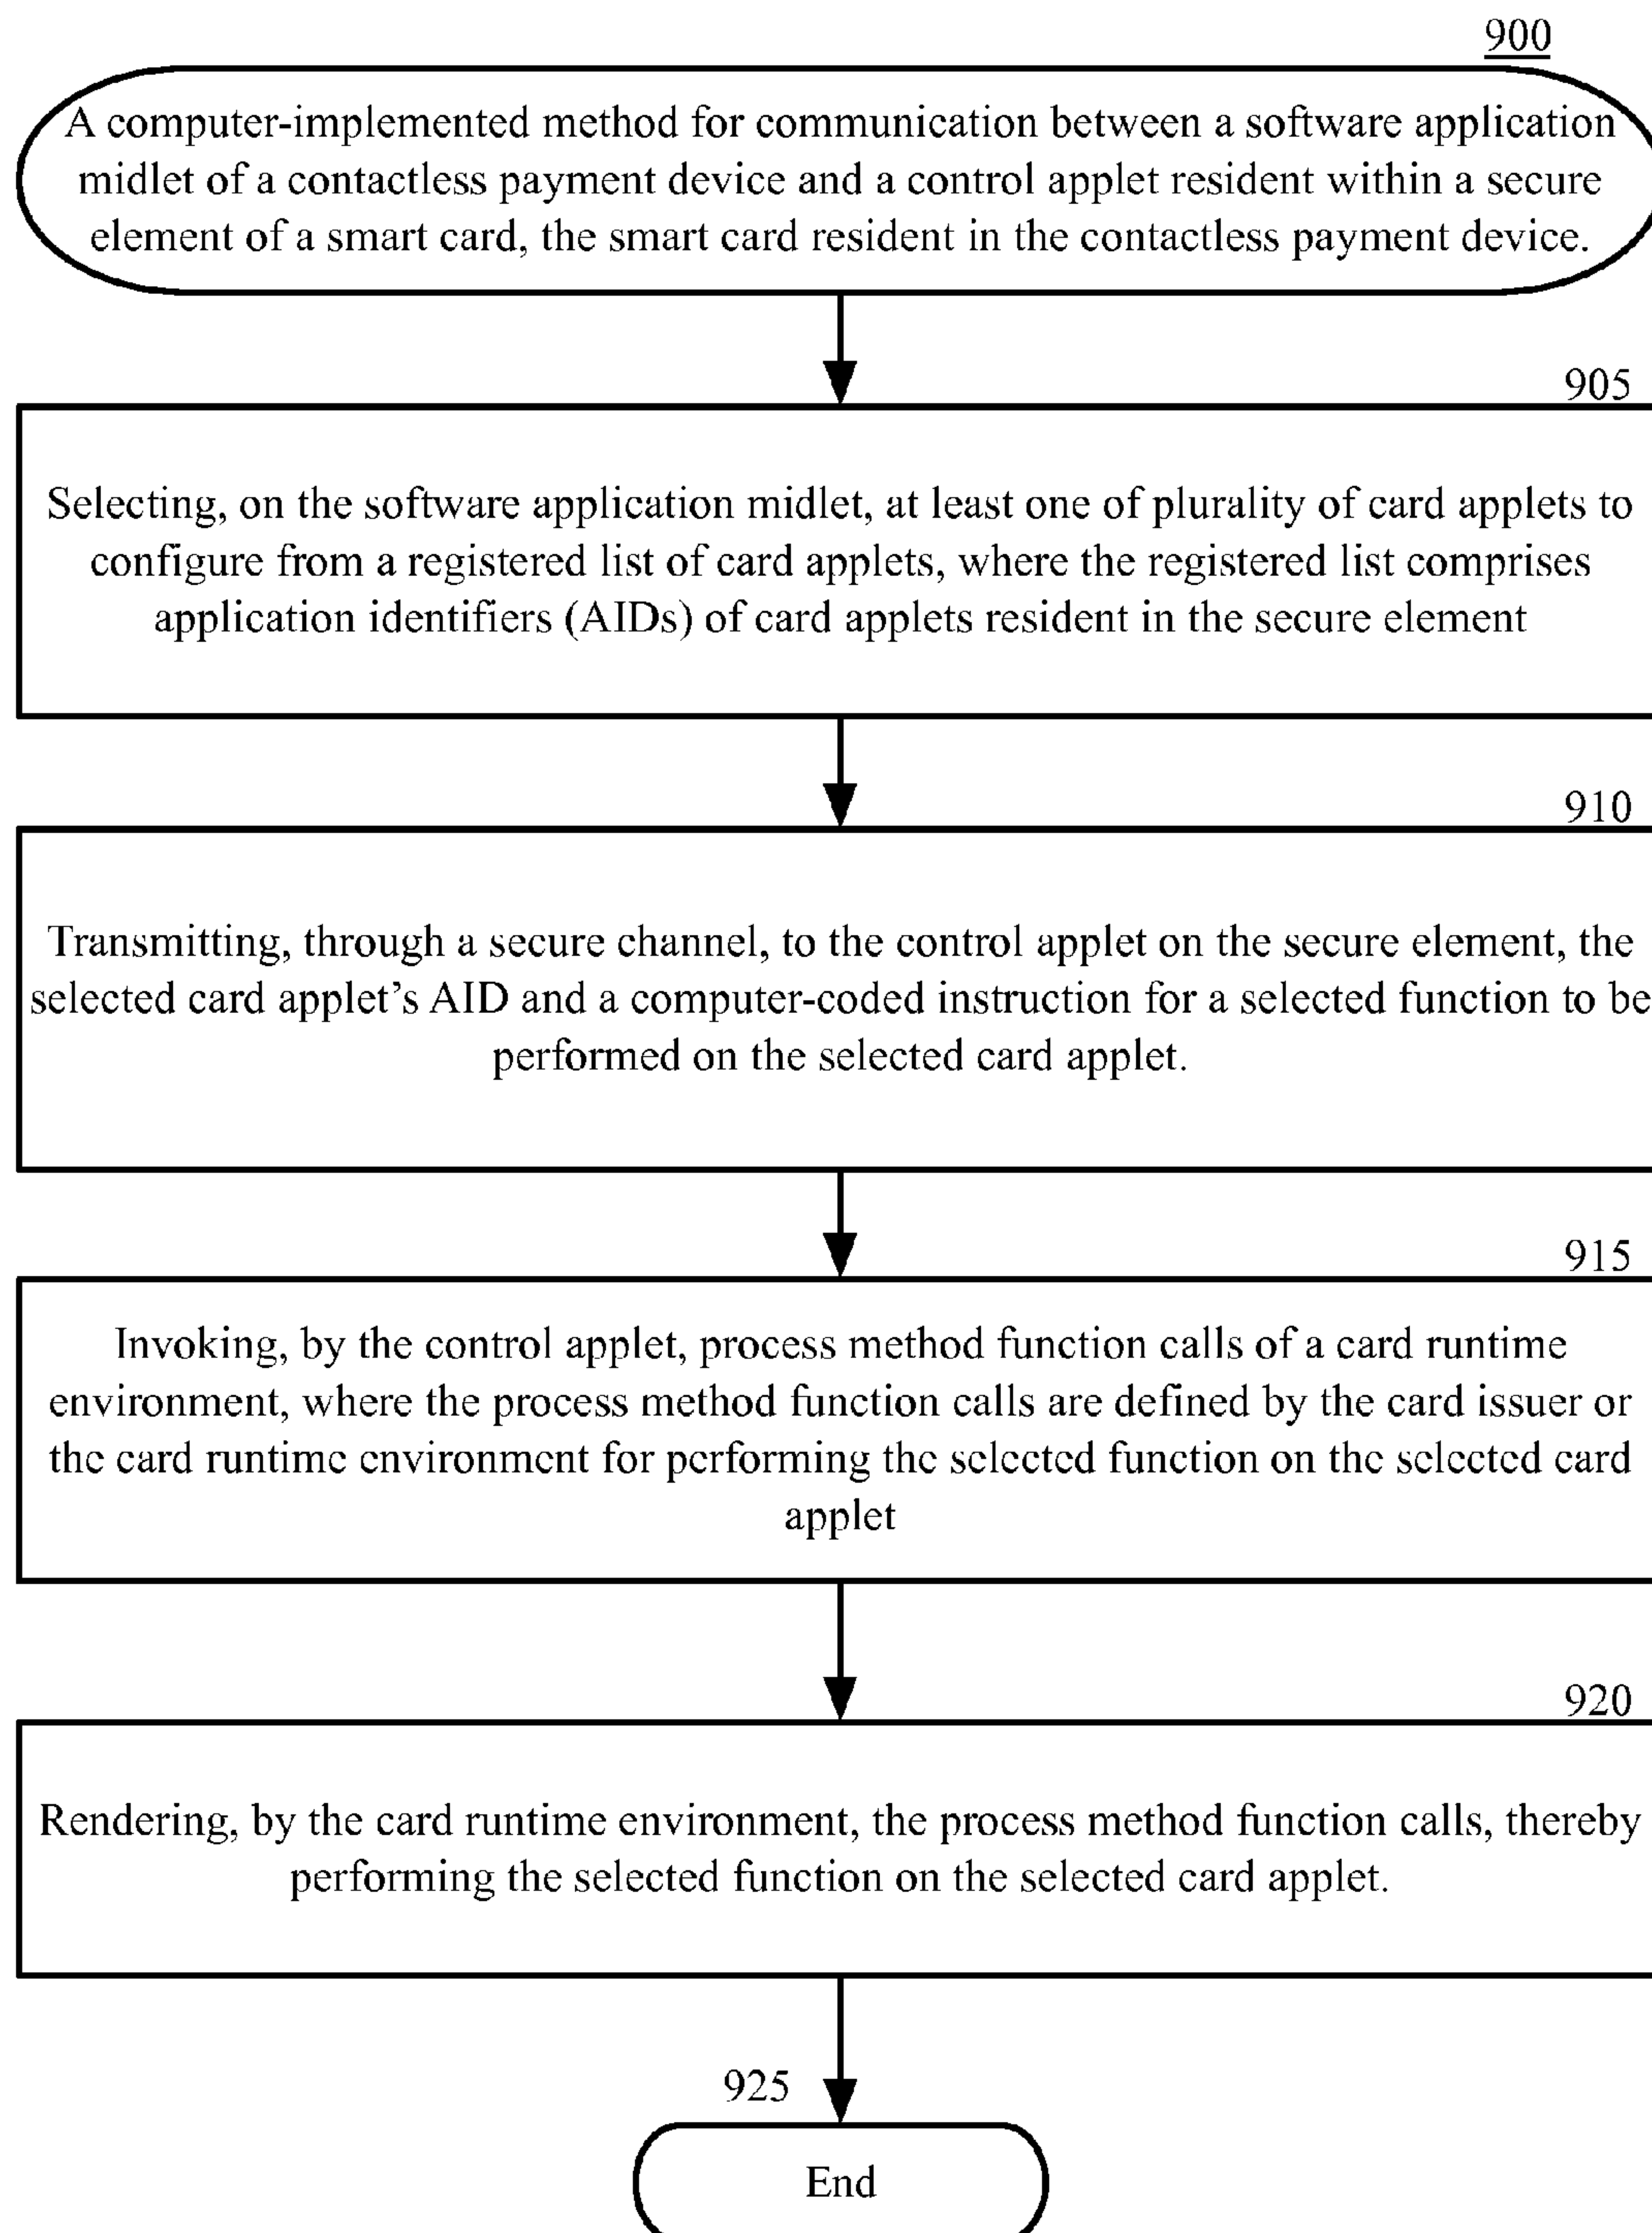 900
A computer-implemented method for communication between a software application
midlet of a contactless payment device and a control applet resident within a secure
element of a smart card, the smart card resident in the contactless payment device.
905
Selecting, on the software application midlet, at least one of plurality of card applets to
configure from a registered list of card applets, where the registered list comprises
application identifiers (AIDs) of card applets resident in the secure element
910
Transmitting, through a secure channel, to the control applet on the secure element, the
selected card applet's AID and a computer-coded instruction for a selected function to be
performed on the selected card applet.
915
Invoking, by the control applet, process method function calls of a card runtime
environment, where the process method function calls are defined by the card issuer or
the card runtime environment for performing the selected function on the selected card
applet
920
Rendering, by the card runtime environment, the process method function calls, thereby
performing the selected function on the selected card applet.
925
End